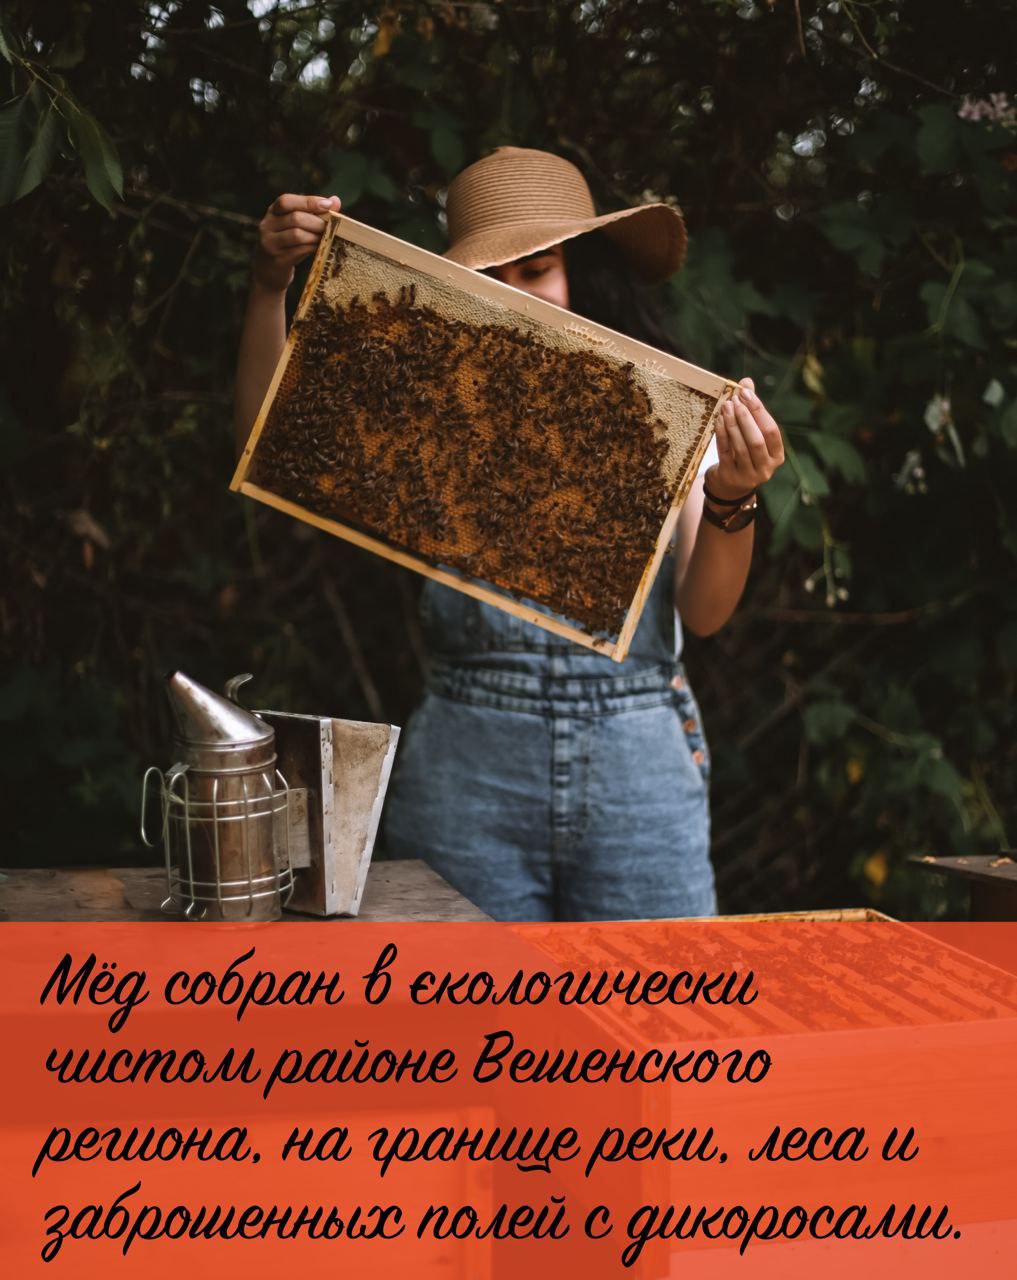 Мёд собран в єкологически
чистом районе Вешенского
региона, на границе реки, леса и
заброшенных полей с дикоросами.